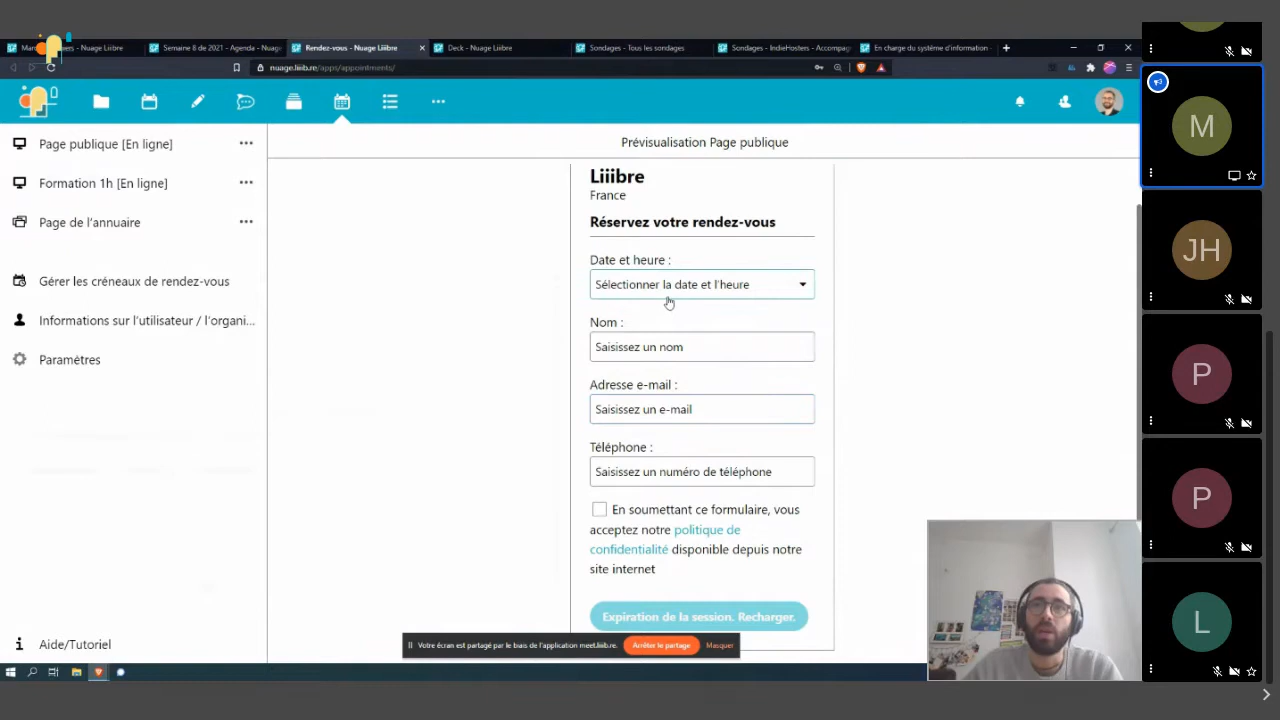 Semaine 8 de 2021 - Agenda - Nuage
Rendez-vous - Nuage Liiibre
Deck - Nuage Liiibre
Sondages - Tous les sondages
Sondages - IndieHosters - Accompag
En charge du système d'information -
nuage.liiib.re/apps/appointments/
Page publique [En ligne]
Formation 1h [En ligne]
Page de l'annuaire
Gérer les créneaux de rendez-vous
Informations sur l'utilisateur / l'organi...
Paramètres
Aide/Tutoriel
Prévisualisation Page publique
Liiibre
France
Réservez votre rendez-vous
Date et heure :
Sélectionner la date et l'heure
Nom :
Saisissez un nom
Adresse e-mail :
Saisissez un e-mail
Téléphone :
Saisissez un numéro de téléphone
En soumettant ce formulaire, vous
acceptez notre politique de
confidentialité disponible depuis notre
site internet
Expiration de la session. Recharger.
Votre écran est partagé par le biais de l'application meet.liiib.re.
Arrêter le partage
Masquer
M
JH
P
P
L